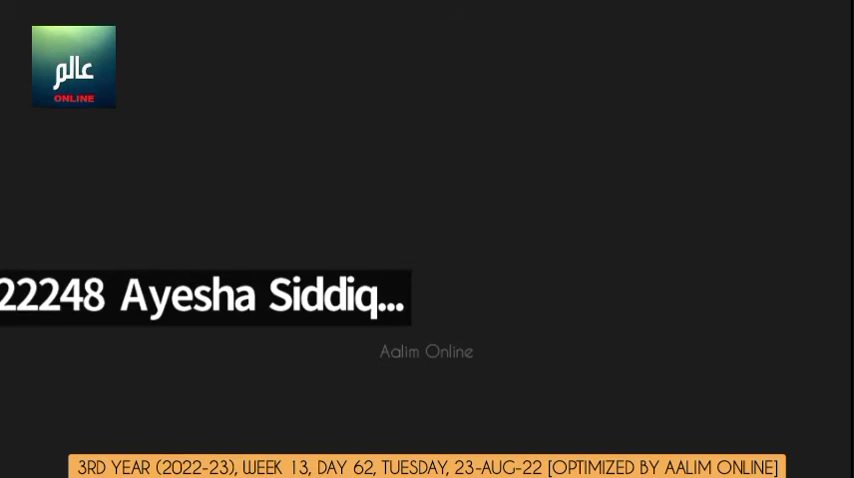 عالم
ONLINE
22248 Ayesha Siddiq...
Aalim Online
3RD YEAR (2022-23), WEEK 13, DAY 62, TUESDAY, 23-AUG-22 [OPTIMIZED BY AALIM ONLINE]